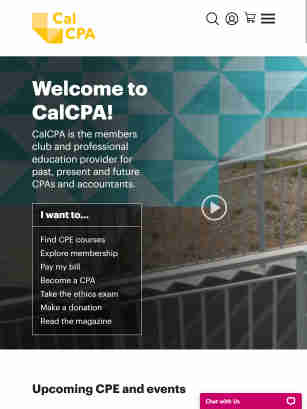 Cal
CPA
Welcome to
CalCPA!
CalCPA is the members
club and professional
education provider for
past, present and future
CPAs and accountants.
I want to...
Find CPE courses
Explore membership
Pay my bill
Become a CPA
Take the ethics exam
Make a donation
Read the magazine
Upcoming CPE and events
Chat with Us